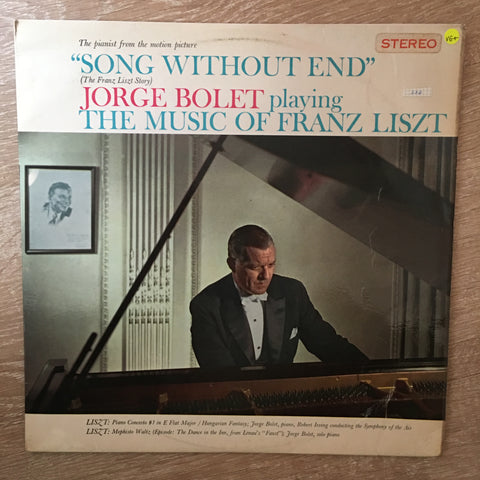 The pianist from the motion picture
STEREO
VG+
"SONG WITHOUT END"
(The Franz Liszt Story)
JORGE BOLET playing
THE MUSIC OF FRANZ LISZT
LISZT: Piano Concerto #1 in E Flat Major / Hungarian Fantasy; Jorge Bolet, piano, Robert Irving conducting the Symphony of the Air
LISZT: Mephisto Waltz (Episode: The Dance in the Inn, from Lenau's "Faust"); Jorge Bolet, solo piano